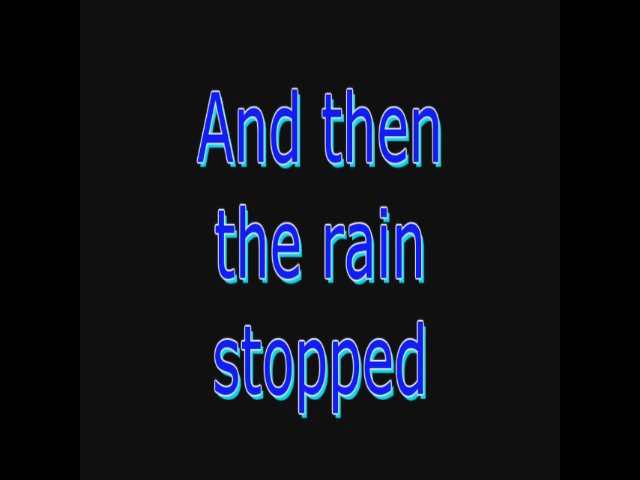 And then
the rain
stopped